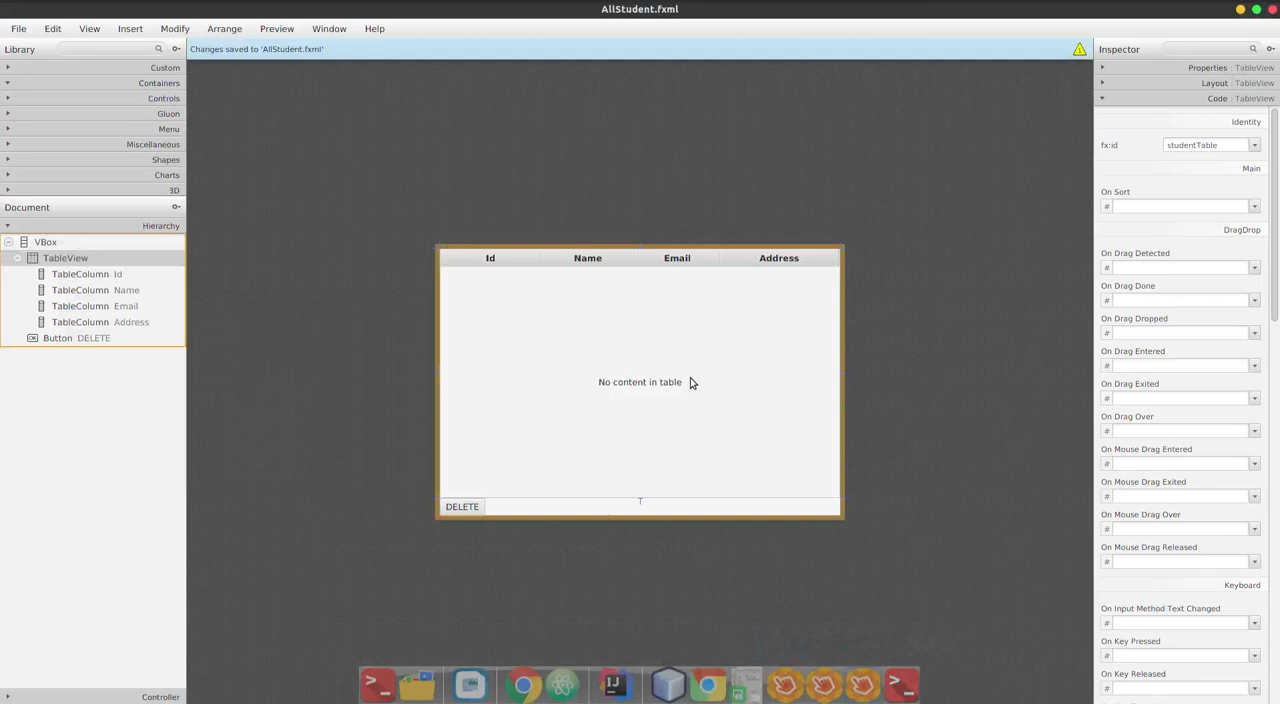 AllStudent.fxml
File Edit View Insert Modify Arrange Preview Window Help
Library
Changes saved to 'AllStudent.fxml'
Inspector
Custom
Containers
Controls
Gluon
Menu
Miscellaneous
Shapes
Charts
3D
Document
Hierarchy
VBox
TableView
TableColumn Id
TableColumn Name
TableColumn Email
TableColumn Address
Button DELETE
Controller
Id Name Email Address
No content in table
DELETE
Properties : TableView
Layout : TableView
Code : TableView
Identity
fx:id studentTable
Main
On Sort
#
DragDrop
On Drag Detected
#
On Drag Done
#
On Drag Dropped
#
On Drag Entered
#
On Drag Exited
#
On Drag Over
#
On Mouse Drag Entered
#
On Mouse Drag Exited
#
On Mouse Drag Over
#
On Mouse Drag Released
#
Keyboard
On Input Method Text Changed
#
On Key Pressed
#
On Key Released
#
IJ